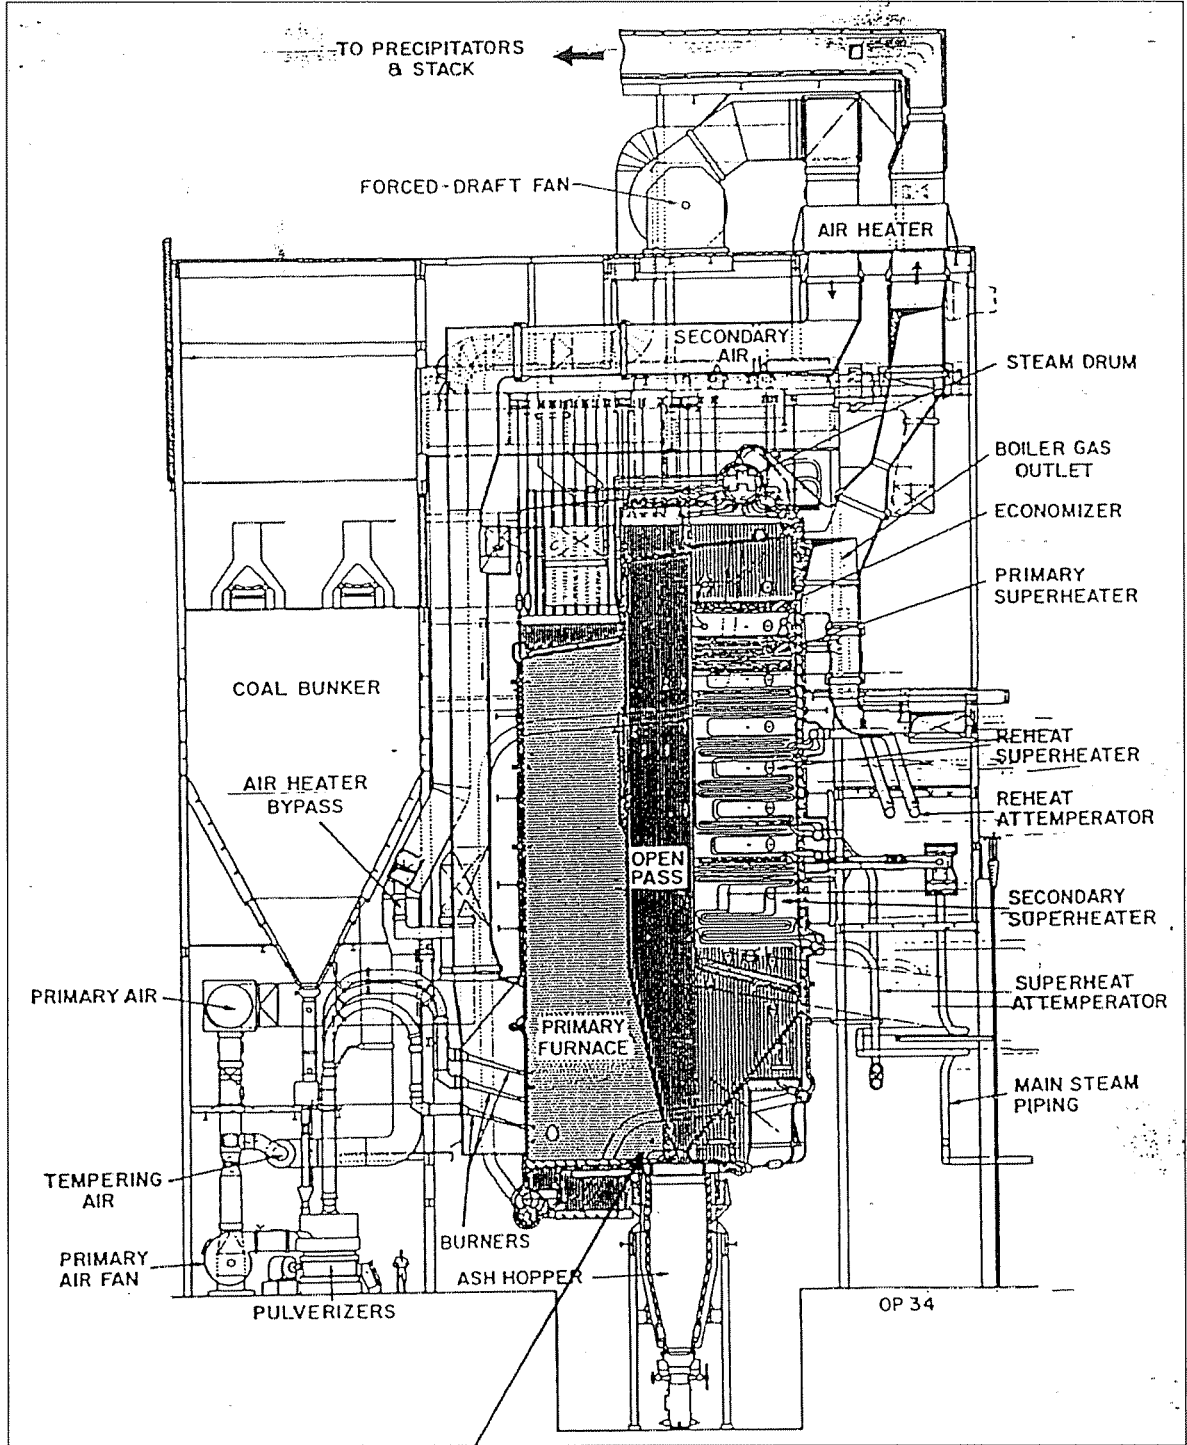 TO PRECIPITATORS
& STACK
FORCED-DRAFT FAN
AIR HEATER
SECONDARY
AIR
STEAM DRUM
BOILER GAS
OUTLET
ECONOMIZER
PRIMARY
SUPERHEATER
COAL BUNKER
AIR HEATER
BYPASS
REHEAT
SUPERHEATER
REHEAT
ATTEMPERATOR
OPEN
PASS
SECONDARY
SUPERHEATER
PRIMARY AIR
SUPERHEAT
ATTEMPERATOR
PRIMARY
FURNACE
MAIN STEAM
PIPING
TEMPERING
AIR
BURNERS
PRIMARY
AIR FAN
ASH HOPPER
PULVERIZERS
OP 34